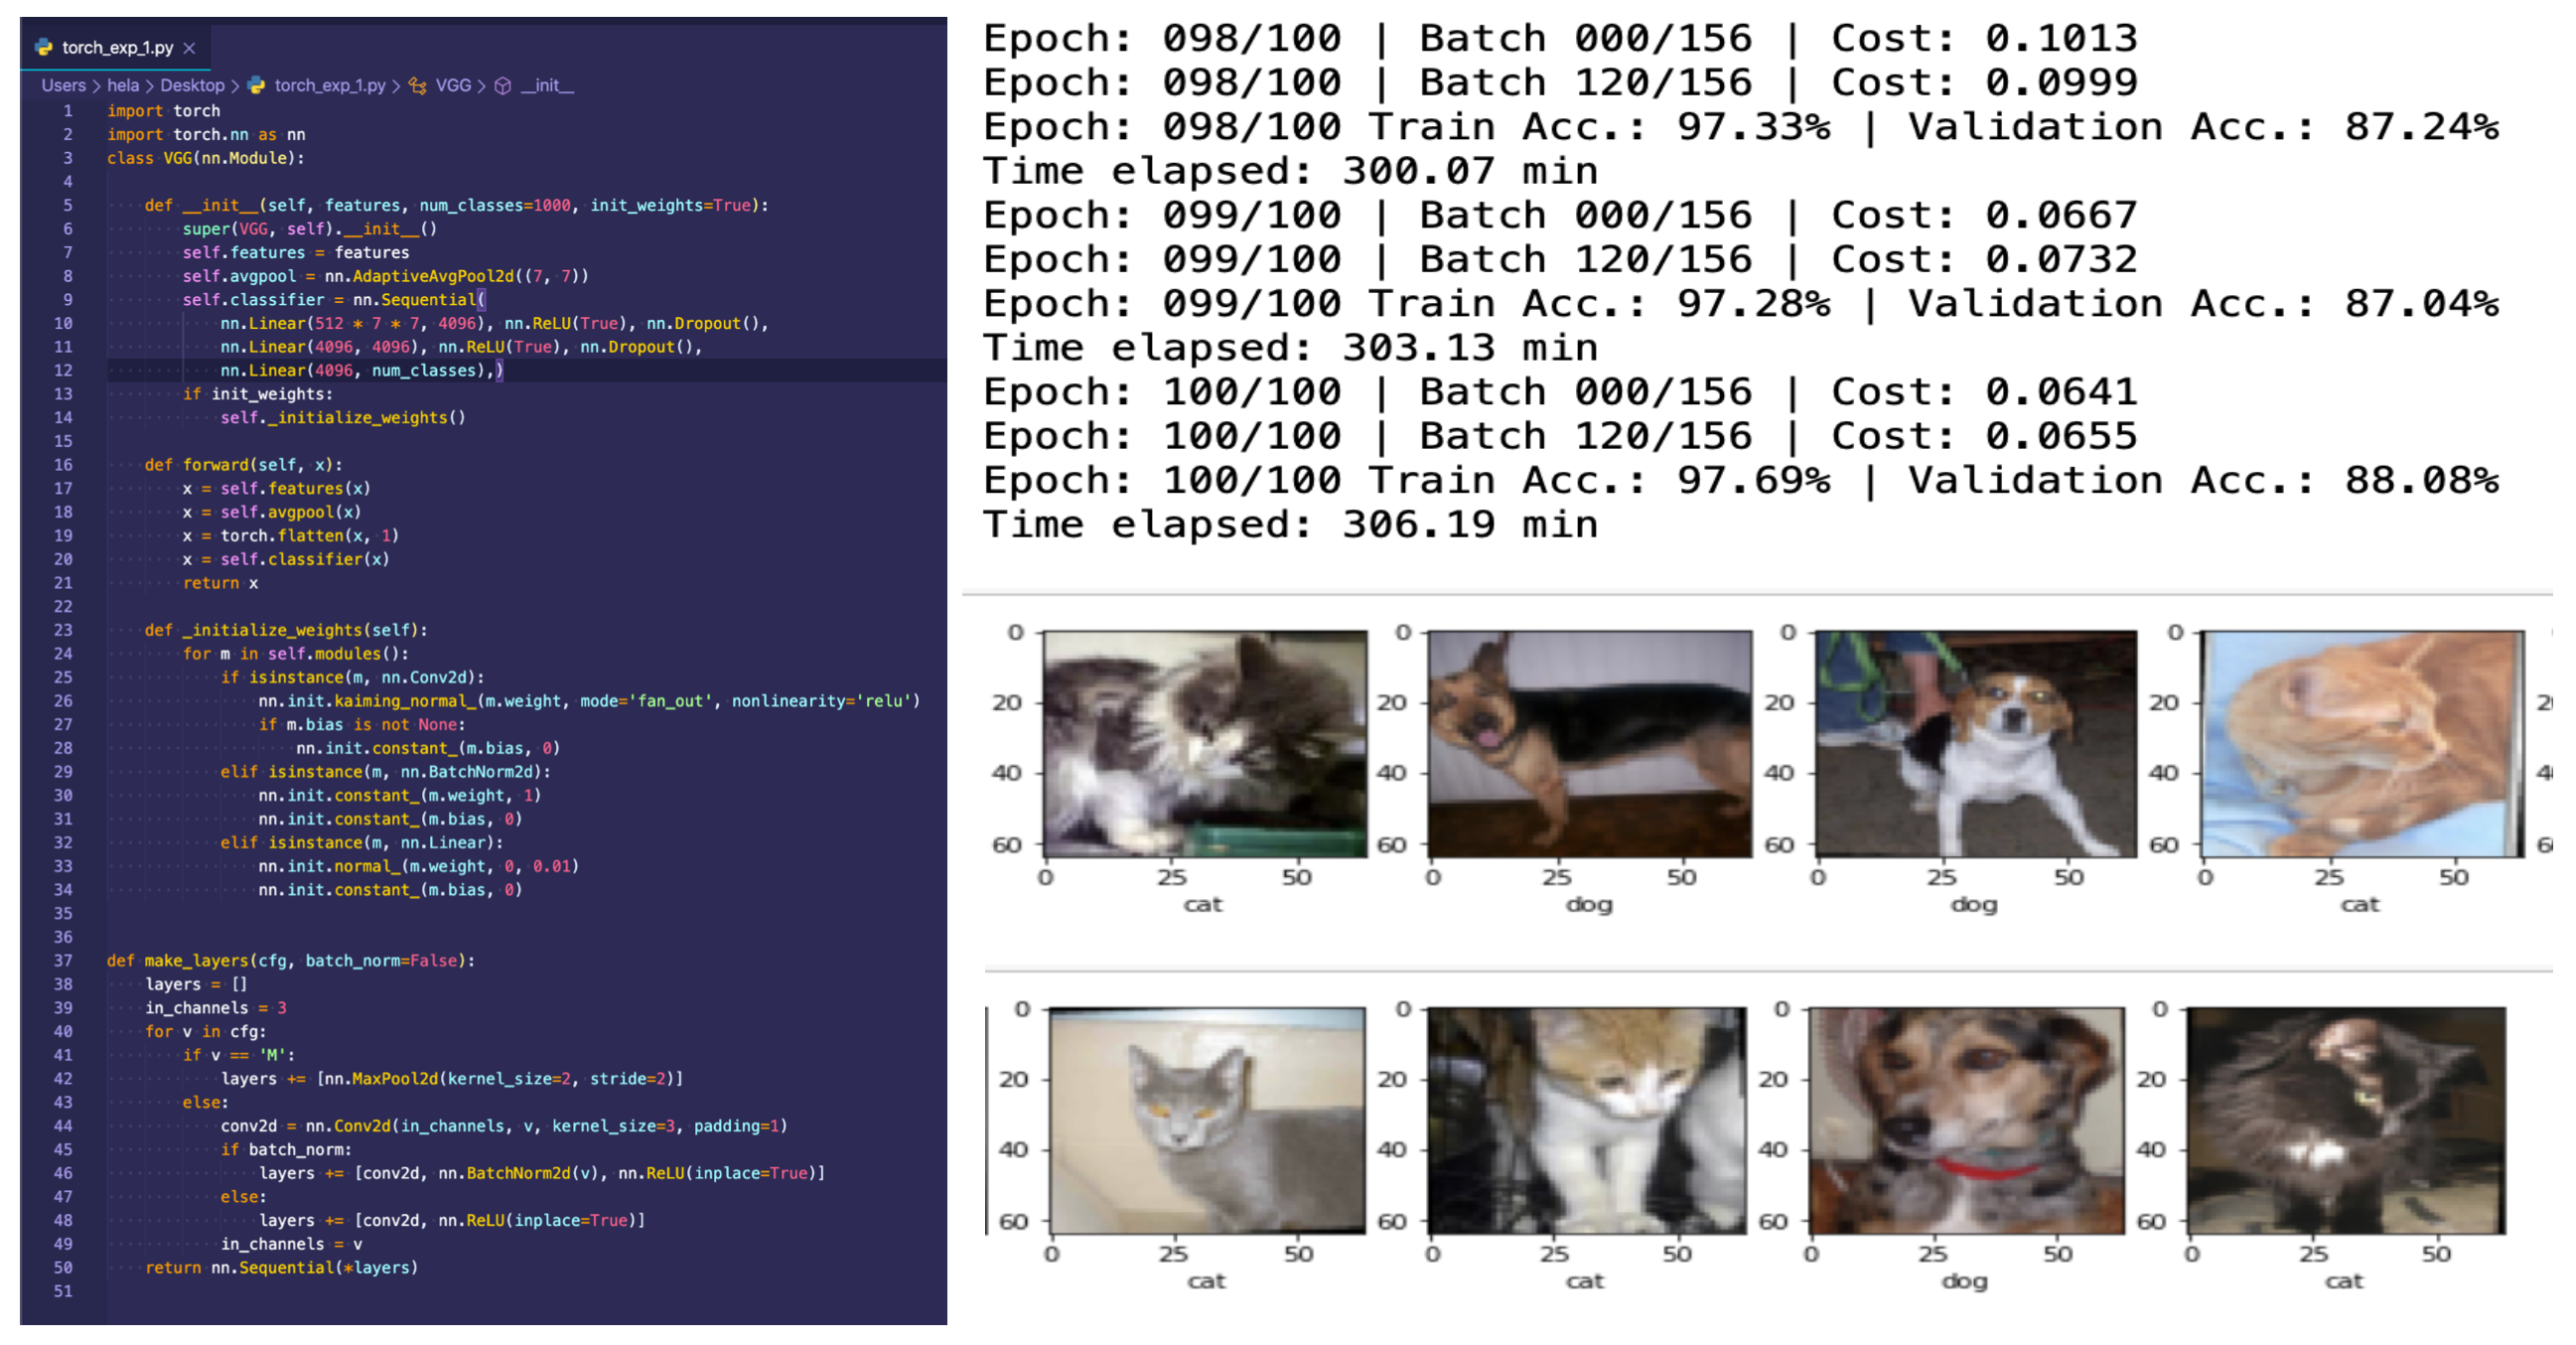 torch_exp_1.py ×
Users > hela > Desktop > torch_exp_1.py > VGG > __init__
1 import torch
2 import torch.nn as nn
3 class VGG(nn.Module):
4
5     def __init__(self, features, num_classes=1000, init_weights=True):
6         super(VGG, self).__init__()
7         self.features = features
8         self.avgpool = nn.AdaptiveAvgPool2d((7, 7))
9         self.classifier = nn.Sequential(
10             nn.Linear(512 * 7 * 7, 4096), nn.ReLU(True), nn.Dropout(),
11             nn.Linear(4096, 4096), nn.ReLU(True), nn.Dropout(),
12             nn.Linear(4096, num_classes),)
13         if init_weights:
14             self._initialize_weights()
15
16     def forward(self, x):
17         x = self.features(x)
18         x = self.avgpool(x)
19         x = torch.flatten(x, 1)
20         x = self.classifier(x)
21         return x
22
23     def _initialize_weights(self):
24         for m in self.modules():
25             if isinstance(m, nn.Conv2d):
26                 nn.init.kaiming_normal_(m.weight, mode='fan_out', nonlinearity='relu')
27                 if m.bias is not None:
28                     nn.init.constant_(m.bias, 0)
29             elif isinstance(m, nn.BatchNorm2d):
30                 nn.init.constant_(m.weight, 1)
31                 nn.init.constant_(m.bias, 0)
32             elif isinstance(m, nn.Linear):
33                 nn.init.normal_(m.weight, 0, 0.01)
34                 nn.init.constant_(m.bias, 0)
35
36
37 def make_layers(cfg, batch_norm=False):
38     layers = []
39     in_channels = 3
40     for v in cfg:
41         if v == 'M':
42             layers += [nn.MaxPool2d(kernel_size=2, stride=2)]
43         else:
44             conv2d = nn.Conv2d(in_channels, v, kernel_size=3, padding=1)
45             if batch_norm:
46                 layers += [conv2d, nn.BatchNorm2d(v), nn.ReLU(inplace=True)]
47             else:
48                 layers += [conv2d, nn.ReLU(inplace=True)]
49             in_channels = v
50     return nn.Sequential(*layers)
51
Epoch: 098/100 | Batch 000/156 | Cost: 0.1013
Epoch: 098/100 | Batch 120/156 | Cost: 0.0999
Epoch: 098/100 Train Acc.: 97.33% | Validation Acc.: 87.24%
Time elapsed: 300.07 min
Epoch: 099/100 | Batch 000/156 | Cost: 0.0667
Epoch: 099/100 | Batch 120/156 | Cost: 0.0732
Epoch: 099/100 Train Acc.: 97.28% | Validation Acc.: 87.04%
Time elapsed: 303.13 min
Epoch: 100/100 | Batch 000/156 | Cost: 0.0641
Epoch: 100/100 | Batch 120/156 | Cost: 0.0655
Epoch: 100/100 Train Acc.: 97.69% | Validation Acc.: 88.08%
Time elapsed: 306.19 min
0 0 0 0
20 20 20 20
40 40 40 40
60 60 60 60
0 25 50 0 25 50 0 25 50 0 25 50
cat dog dog cat
0 0 0 0
20 20 20 20
40 40 40 40
60 60 60 60
0 25 50 0 25 50 0 25 50 0 25 50
cat cat dog cat